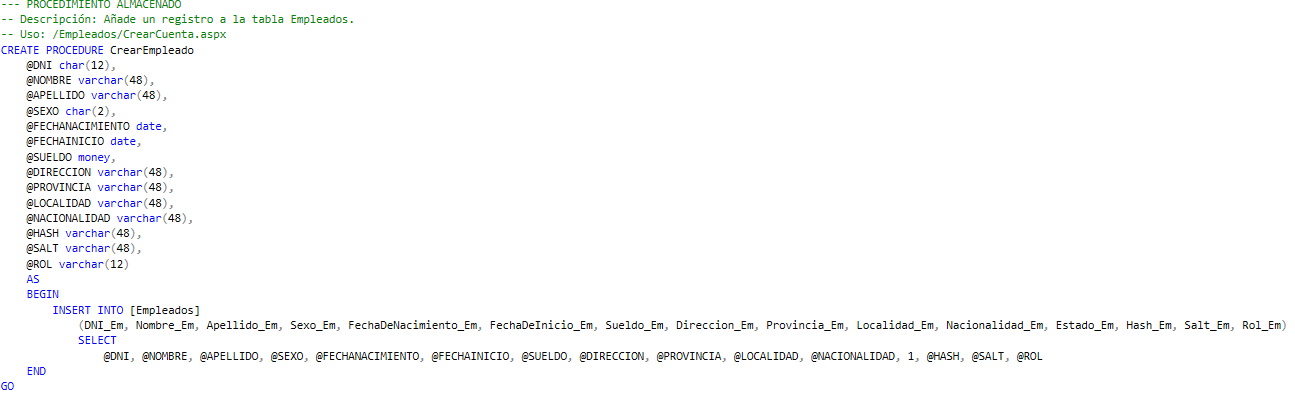 --- PROCEDIMIENTO ALMACENADO
-- Descripción: Añade un registro a la tabla Empleados.
-- Uso: /Empleados/CrearCuenta.aspx
CREATE PROCEDURE CrearEmpleado
    @DNI char(12),
    @NOMBRE varchar(48),
    @APELLIDO varchar(48),
    @SEXO char(2),
    @FECHANACIMIENTO date,
    @FECHAINICIO date,
    @SUELDO money,
    @DIRECCION varchar(48),
    @PROVINCIA varchar(48),
    @LOCALIDAD varchar(48),
    @NACIONALIDAD varchar(48),
    @HASH varchar(48),
    @SALT varchar(48),
    @ROL varchar(12)
    AS
    BEGIN
        INSERT INTO [Empleados]
            (DNI_Em, Nombre_Em, Apellido_Em, Sexo_Em, FechaDeNacimiento_Em, FechaDeInicio_Em, Sueldo_Em, Direccion_Em, Provincia_Em, Localidad_Em, Nacionalidad_Em, Estado_Em, Hash_Em, Salt_Em, Rol_Em)
            SELECT
                @DNI, @NOMBRE, @APELLIDO, @SEXO, @FECHANACIMIENTO, @FECHAINICIO, @SUELDO, @DIRECCION, @PROVINCIA, @LOCALIDAD, @NACIONALIDAD, 1, @HASH, @SALT, @ROL
    END
GO